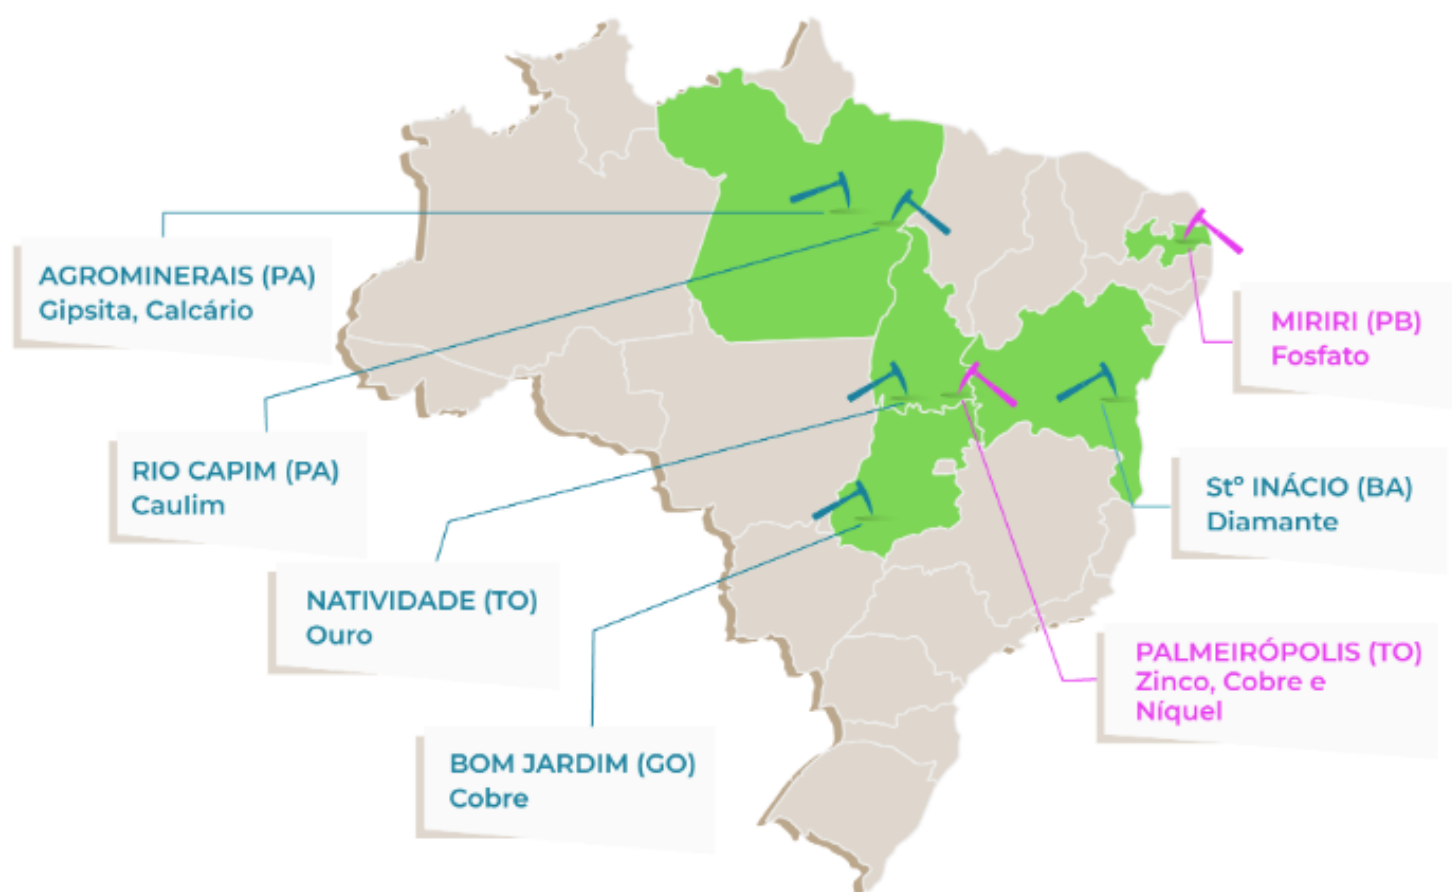 AGROMINERAIS (PA)
Gipsita, Calcário
RIO CAPIM (PA)
Caulim
NATIVIDADE (TO)
Ouro
BOM JARDIM (GO)
Cobre
MIRIRI (PB)
Fosfato
Stº INÁCIO (BA)
Diamante
PALMEIRÓPOLIS (TO)
Zinco, Cobre e
Níquel